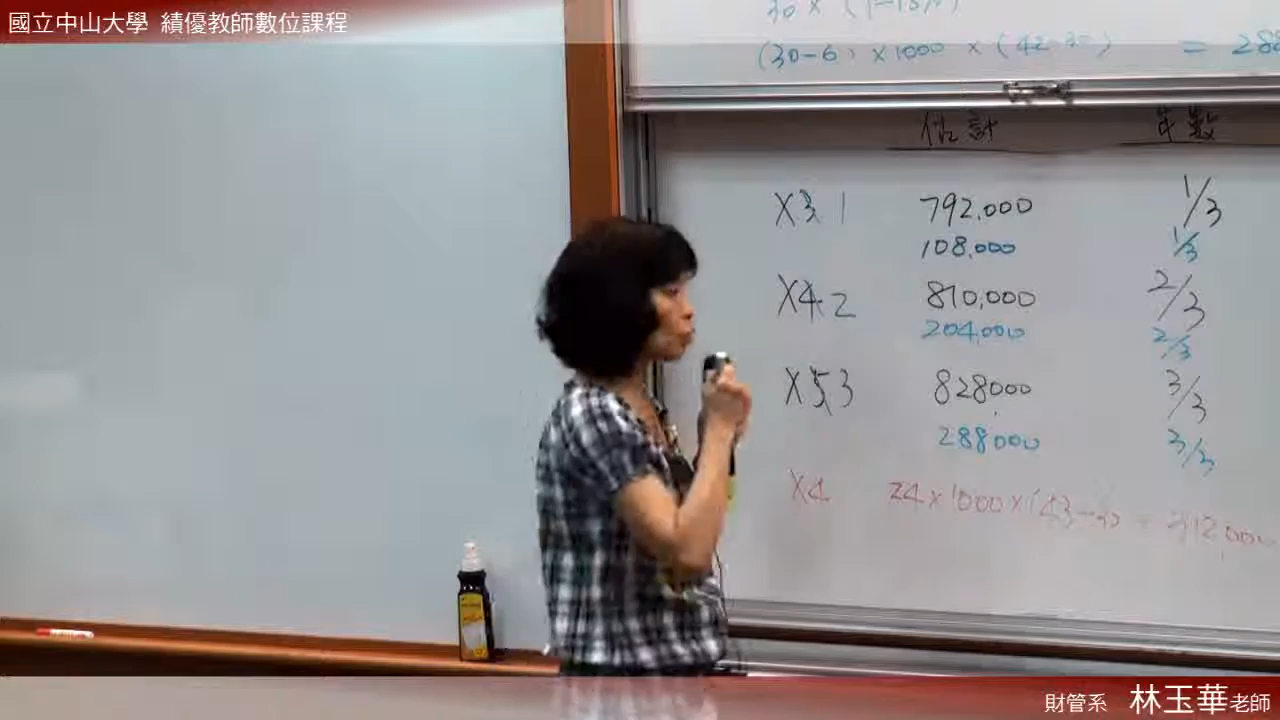 國立中山大學 績優教師數位課程
(30-6) ×1000 ×(42-30) = 288
估計 年數
X3 1 792,000 1/3
108,000 1/3
X4 2 810,000 2/3
204,000 2/3
X5 3 828000 3/3
288000 3/3
X4 24×1000×(43-30 = 312,000
財管系 林玉華老師